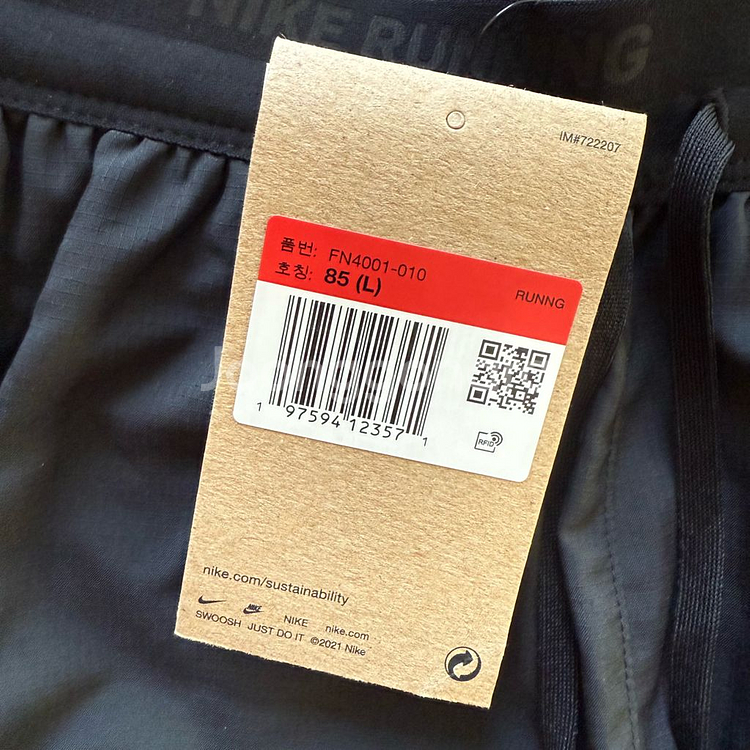 NIKE RUNNING
IM#722207
품번: FN4001-010
호칭: 85 (L)
RUNNG
1 97594 12357 1
RFID
nike.com/sustainability
NIKE nike.com
SWOOSH JUST DO IT ©2021 Nike